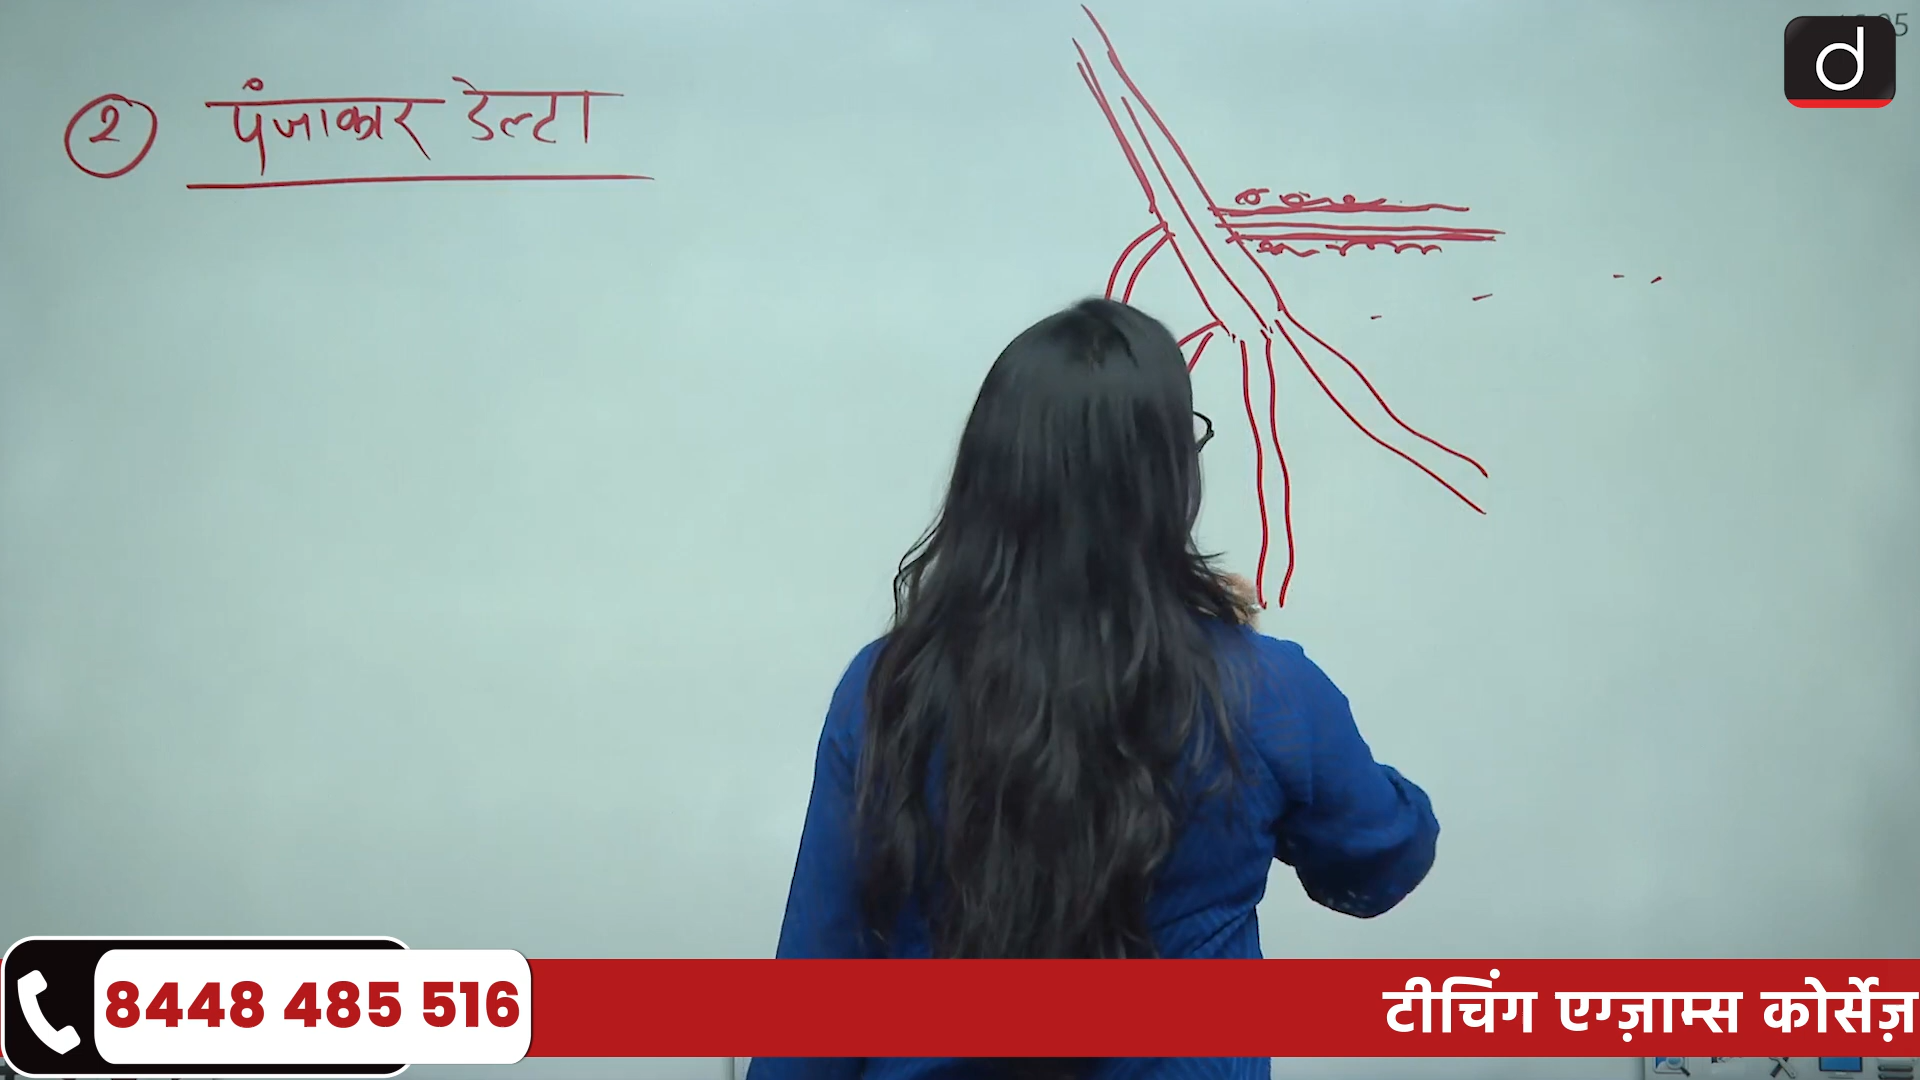 ② पंजाकार डेल्टा
d
8448 485 516
टीचिंग एग्ज़ाम्स कोर्सेज़